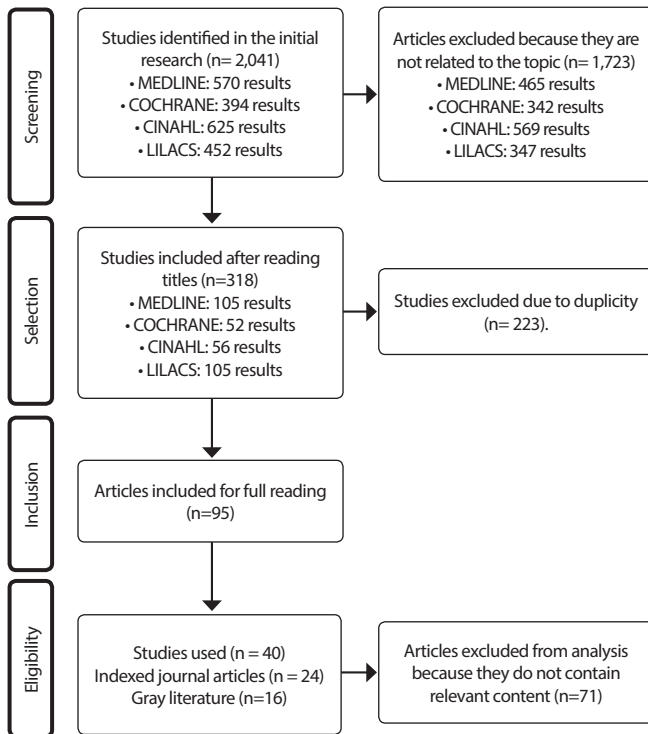 Screening
Studies identified in the initial
research (n= 2,041)
• MEDLINE: 570 results
• COCHRANE: 394 results
• CINAHL: 625 results
• LILACS: 452 results
Articles excluded because they are
not related to the topic (n= 1,723)
• MEDLINE: 465 results
• COCHRANE: 342 results
• CINAHL: 569 results
• LILACS: 347 results
Selection
Studies included after reading
titles (n=318)
• MEDLINE: 105 results
• COCHRANE: 52 results
• CINAHL: 56 results
• LILACS: 105 results
Studies excluded due to duplicity
(n= 223).
Inclusion
Articles included for full reading
(n=95)
Eligibility
Studies used (n = 40)
Indexed journal articles (n = 24)
Gray literature (n=16)
Articles excluded from analysis
because they do not contain
relevant content (n=71)